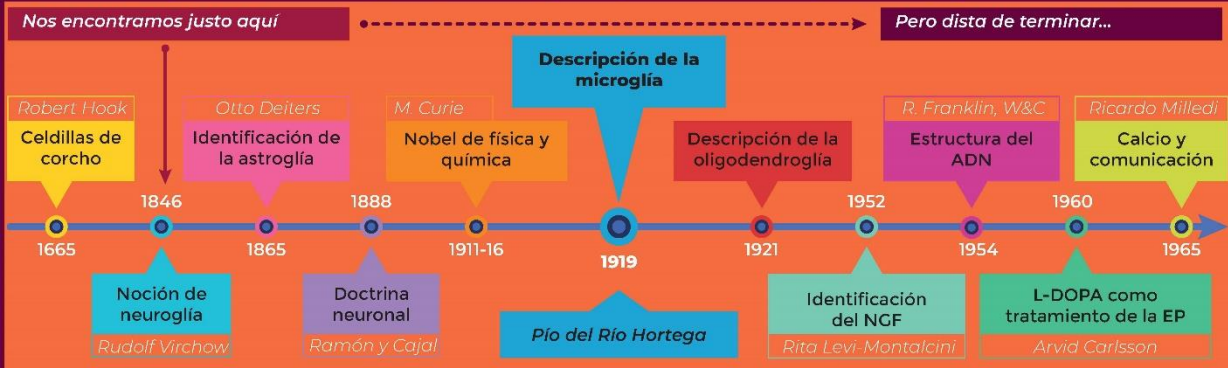 Nos encontramos justo aquí
Pero dista de terminar...
Descripción de la
microglía
Robert Hook
Celdillas de
corcho
Otto Deiters
Identificación de
la astroglía
M. Curíe
Nobel de física y
química
Descripción de la
oligodendroglía
R. Franklin, W&C
Estructura del
ADN
Ricardo Milledi
Calcio y
comunicación
1846
1888
1952
1960
1665
1865
1911-16
1919
1921
1954
1965
Noción de
neuroglía
Rudolf Virchow
Doctrina
neuronal
Ramón y Cajal
Pío del Río Hortega
Identificación
del NGF
Rita Levi-Montalcini
L-DOPA como
tratamiento de la EP
Arvid Carlsson